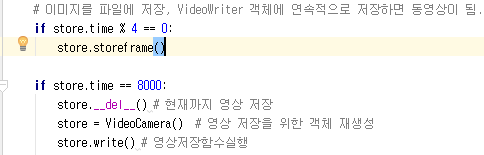 # 이미지를 파일에 저장, VideoWriter 객체에 연속적으로 저장하면 동영상이 됨.
if store.time % 4 == 0:
store.storeframe()
if store.time == 8000:
store.__del__() # 현재까지 영상 저장
store = VideoCamera() # 영상 저장을 위한 객체 재생성
store.write() # 영상저장함수실행